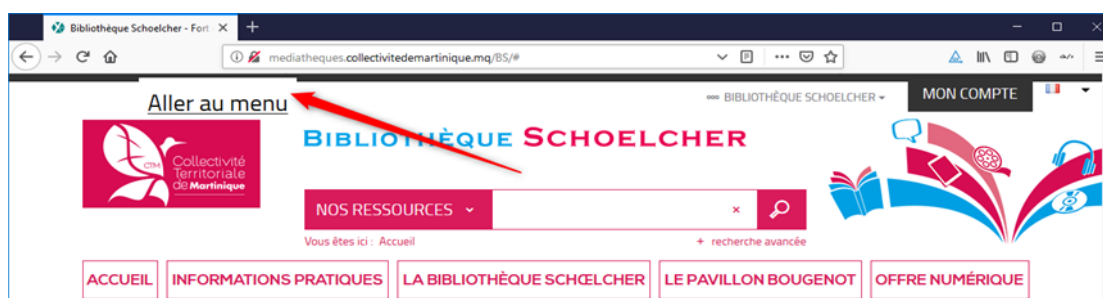 Bibliothèque Schoelcher - Fort
mediatheques.collectivitedemartinique.mq/BS/#
Aller au menu
BIBLIOTHÈQUE SCHOELCHER
MON COMPTE
BIBLIOTHÈQUE SCHOELCHER
CTM
Collectivité
Territoriale
de Martinique
NOS RESSOURCES
×
Vous êtes ici : Accueil
+ recherche avancée
ACCUEIL
INFORMATIONS PRATIQUES
LA BIBLIOTHÈQUE SCHŒLCHER
LE PAVILLON BOUGENOT
OFFRE NUMÉRIQUE